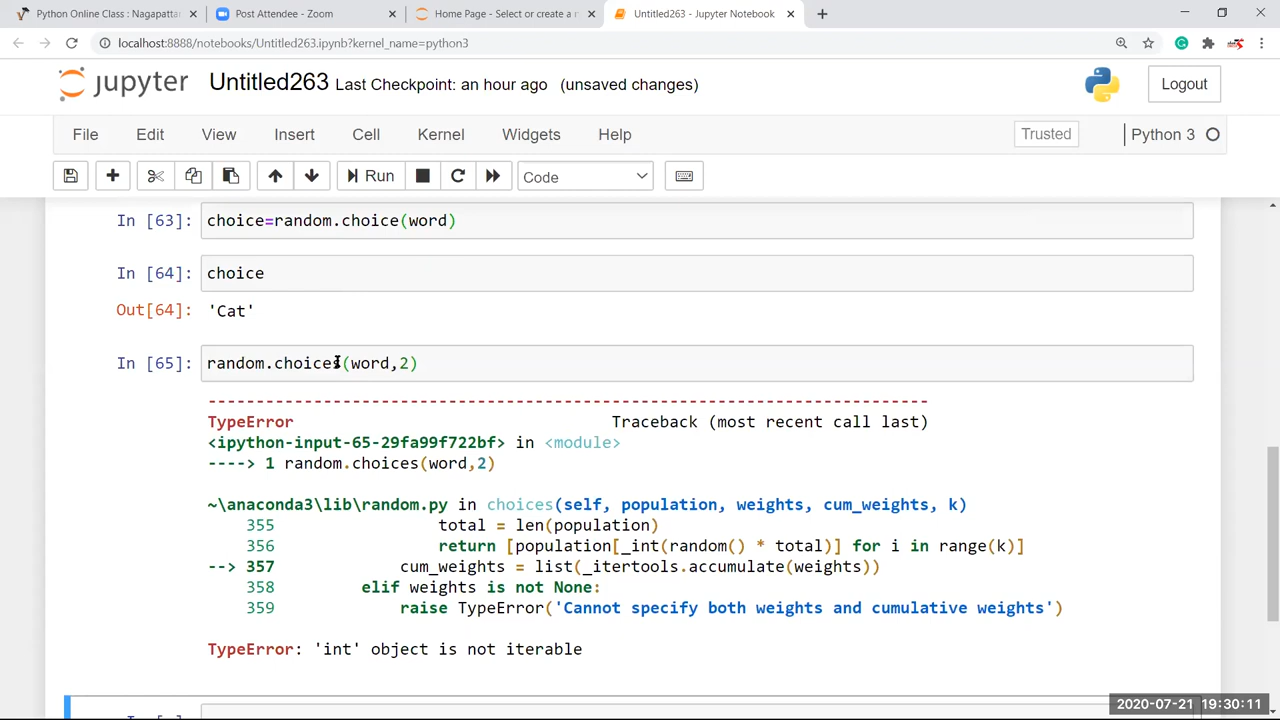 Python Online Class : Nagapattar
Post Attendee - Zoom
Home Page - Select or create a n
Untitled263 - Jupyter Notebook
localhost:8888/notebooks/Untitled263.ipynb?kernel_name=python3
jupyter Untitled263 Last Checkpoint: an hour ago (unsaved changes)
Logout
File Edit View Insert Cell Kernel Widgets Help
Trusted
Python 3
Run
Code
In [63]: choice=random.choice(word)
In [64]: choice
Out[64]: 'Cat'
In [65]: random.choices(word,2)
---------------------------------------------------------------------------
TypeError Traceback (most recent call last)
<ipython-input-65-29fa99f722bf> in <module>
----> 1 random.choices(word,2)
~\anaconda3\lib\random.py in choices(self, population, weights, cum_weights, k)
355 total = len(population)
356 return [population[_int(random() * total)] for i in range(k)]
--> 357 cum_weights = list(_itertools.accumulate(weights))
358 elif weights is not None:
359 raise TypeError('Cannot specify both weights and cumulative weights')
TypeError: 'int' object is not iterable
2020-07-21 19:30:11